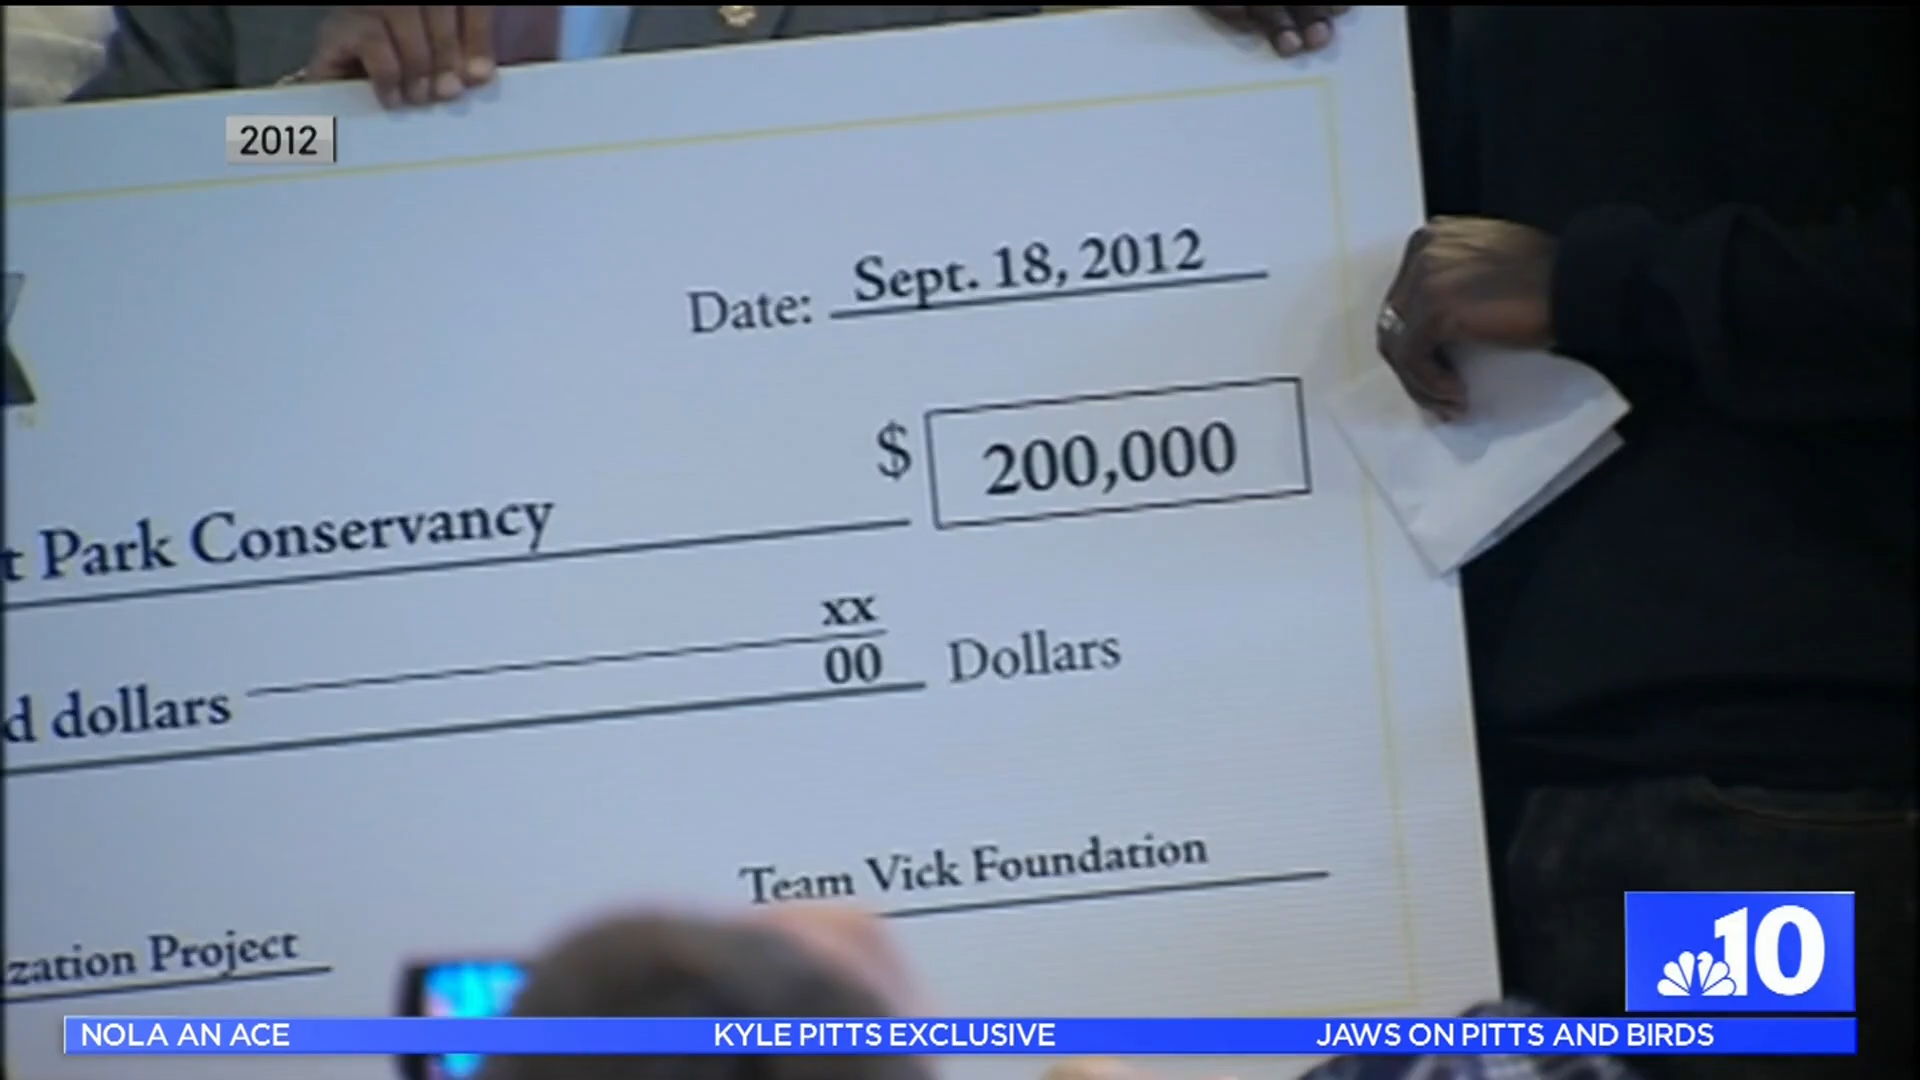 2012
Date: Sept. 18, 2012
$ 200,000
t Park Conservancy
xx
00 Dollars
d dollars
Team Vick Foundation
zation Project
10
NOLA AN ACE KYLE PITTS EXCLUSIVE JAWS ON PITTS AND BIRDS